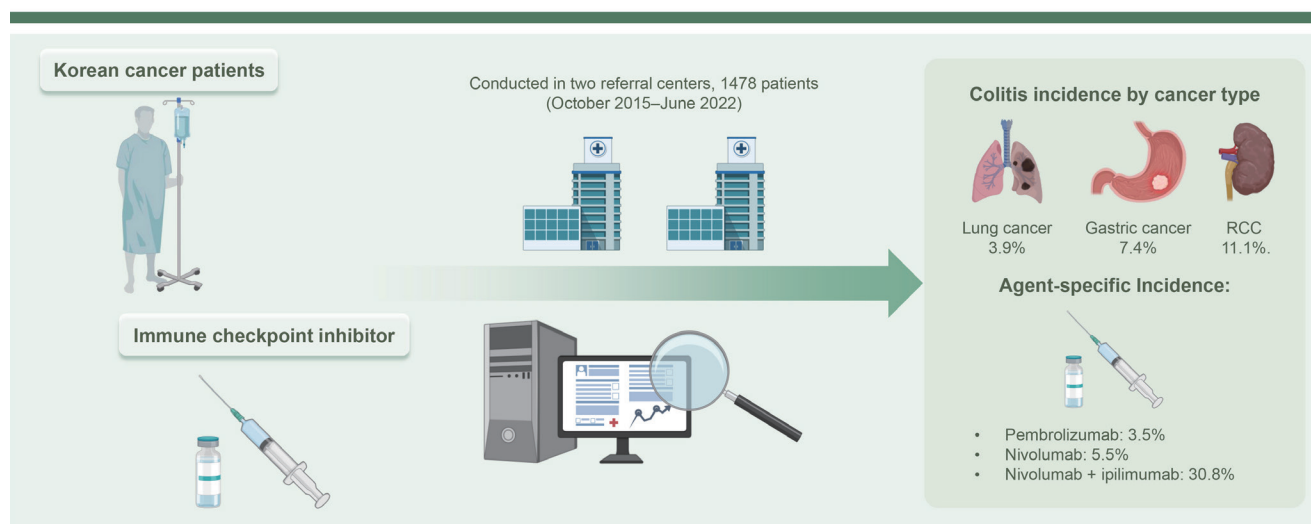 Korean cancer patients
Conducted in two referral centers, 1478 patients
(October 2015–June 2022)
Immune checkpoint inhibitor
Colitis incidence by cancer type
Lung cancer
3.9%
Gastric cancer
7.4%
RCC
11.1%.
Agent-specific Incidence:
• Pembrolizumab: 3.5%
• Nivolumab: 5.5%
• Nivolumab + ipilimumab: 30.8%